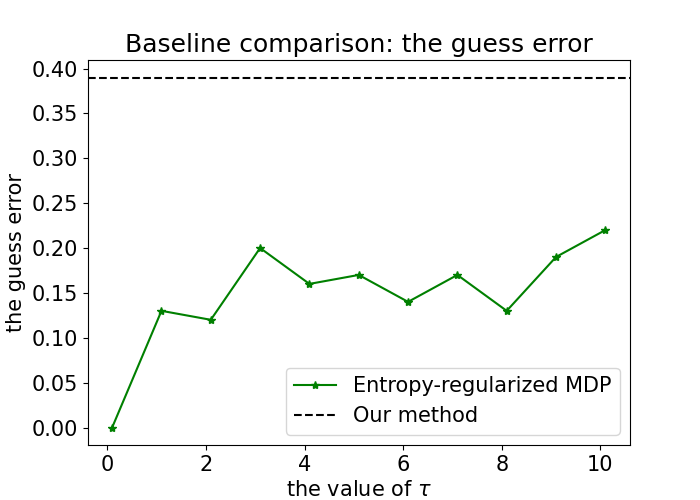 Baseline comparison: the guess error
0.40
0.35
0.30
0.25
0.20
0.15
0.10
0.05
0.00
the guess error
Entropy-regularized MDP
Our method
0 2 4 6 8 10
the value of τ